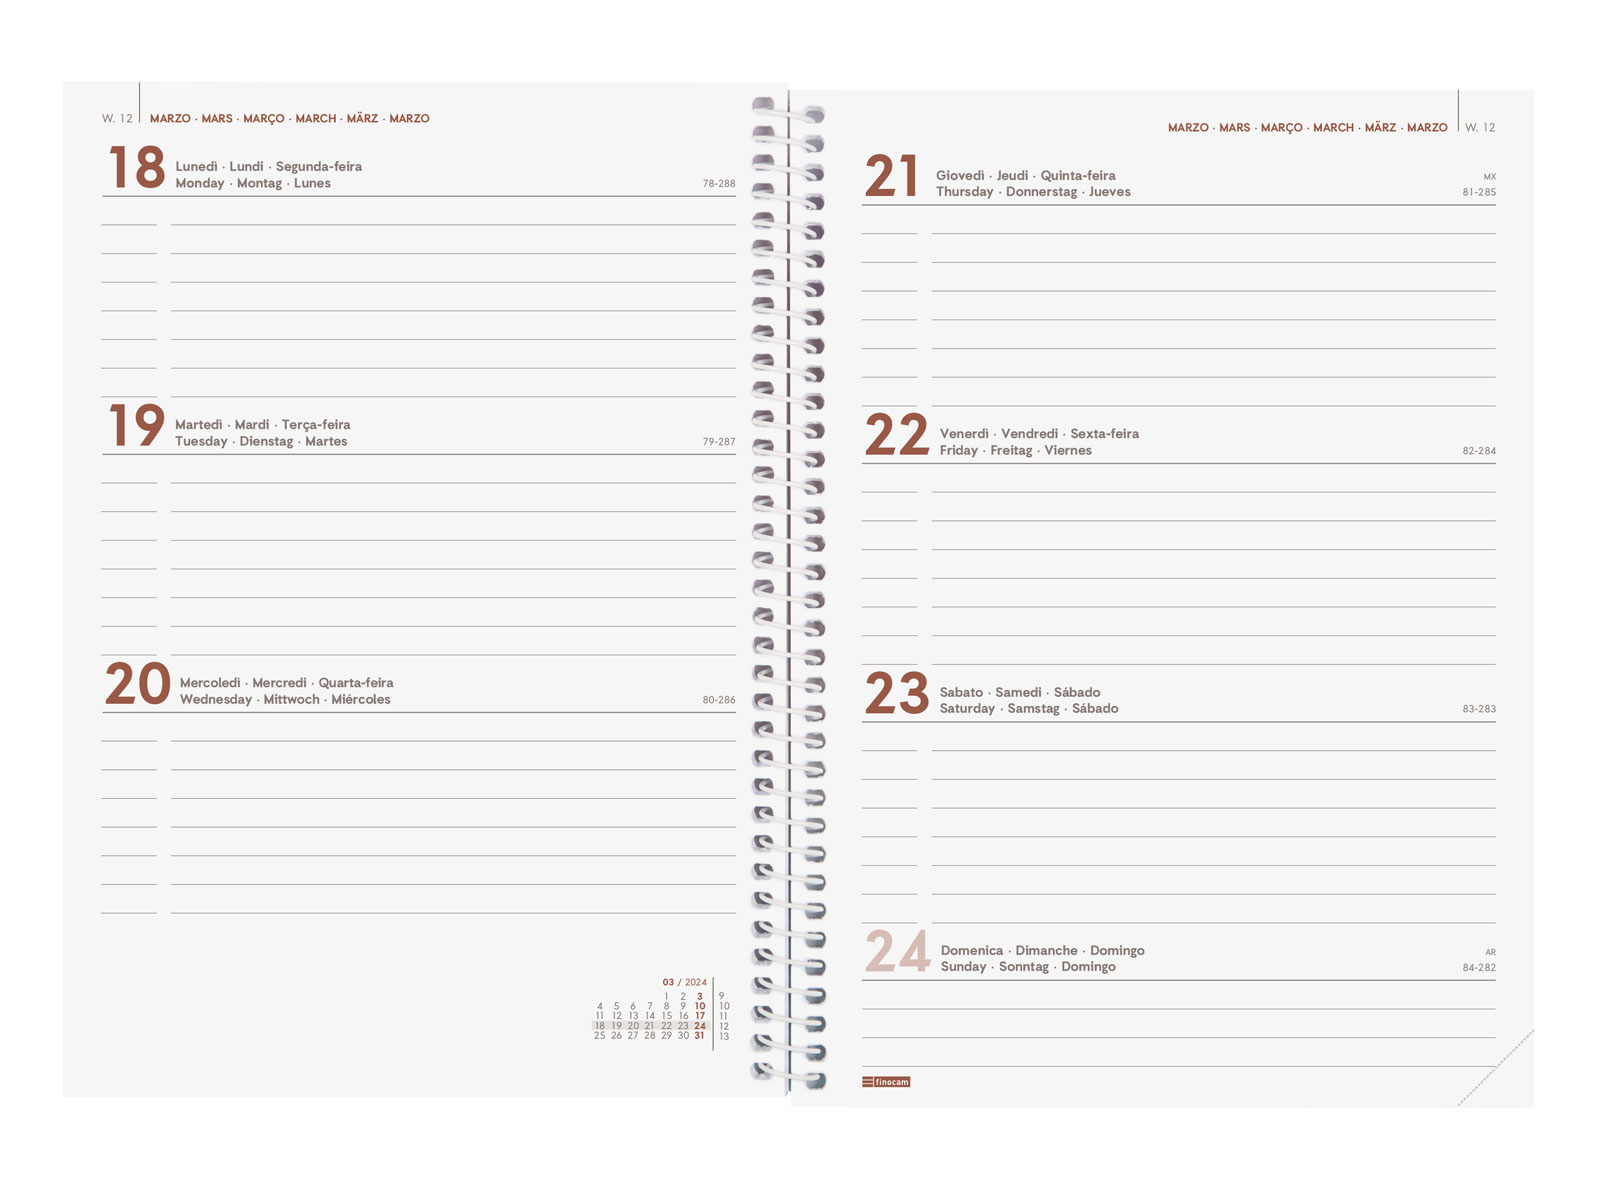 W. 12 MARZO · MARS · MARÇO · MARCH · MÄRZ · MARZO
18 Lunedì · Lundi · Segunda-feira
Monday · Montag · Lunes 78-288
19 Martedì · Mardi · Terça-feira
Tuesday · Dienstag · Martes 79-287
20 Mercoledì · Mercredi · Quarta-feira
Wednesday · Mittwoch · Miércoles 80-286
03 / 2024
1 2 3 9
4 5 6 7 8 9 10 10
11 12 13 14 15 16 17 11
18 19 20 21 22 23 24 12
25 26 27 28 29 30 31 13
MARZO · MARS · MARÇO · MARCH · MÄRZ · MARZO W. 12
21 Giovedì · Jeudi · Quinta-feira MX
Thursday · Donnerstag · Jueves 81-285
22 Venerdì · Vendredi · Sexta-feira
Friday · Freitag · Viernes 82-284
23 Sabato · Samedi · Sábado
Saturday · Samstag · Sábado 83-283
24 Domenica · Dimanche · Domingo AR
Sunday · Sonntag · Domingo 84-282
finocam